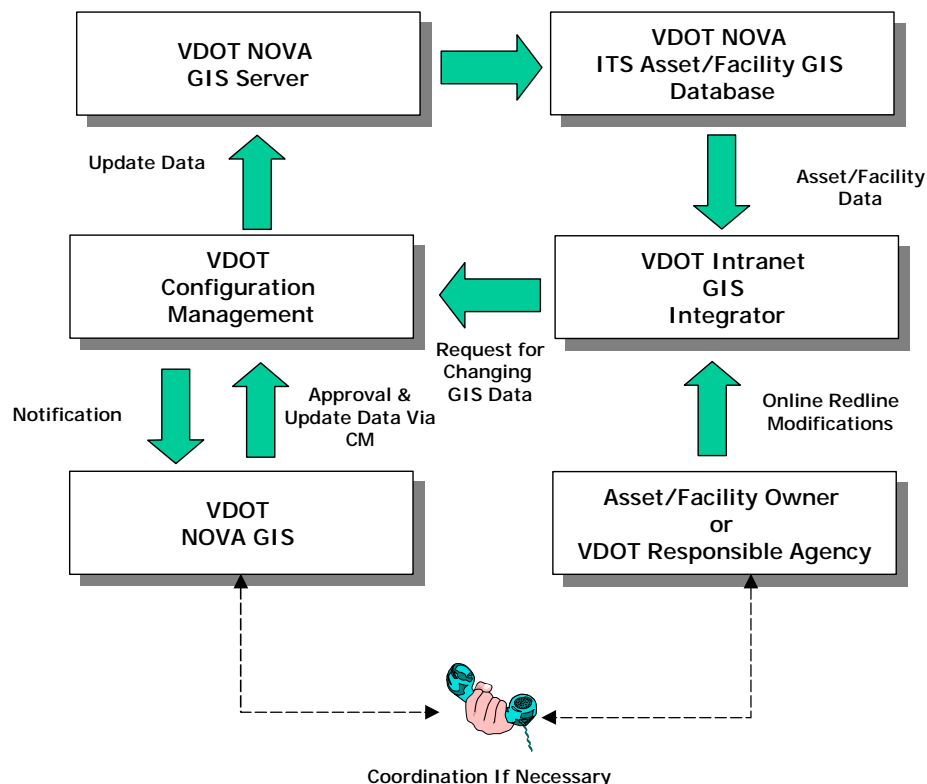 VDOT NOVA
GIS Server
VDOT NOVA
ITS Asset/Facility GIS
Database
Update Data
Asset/Facility
Data
VDOT
Configuration
Management
VDOT Intranet
GIS
Integrator
Request for
Changing
GIS Data
Notification
Approval &
Update Data Via
CM
Online Redline
Modifications
VDOT
NOVA GIS
Asset/Facility Owner
or
VDOT Responsible Agency
Coordination If Necessary